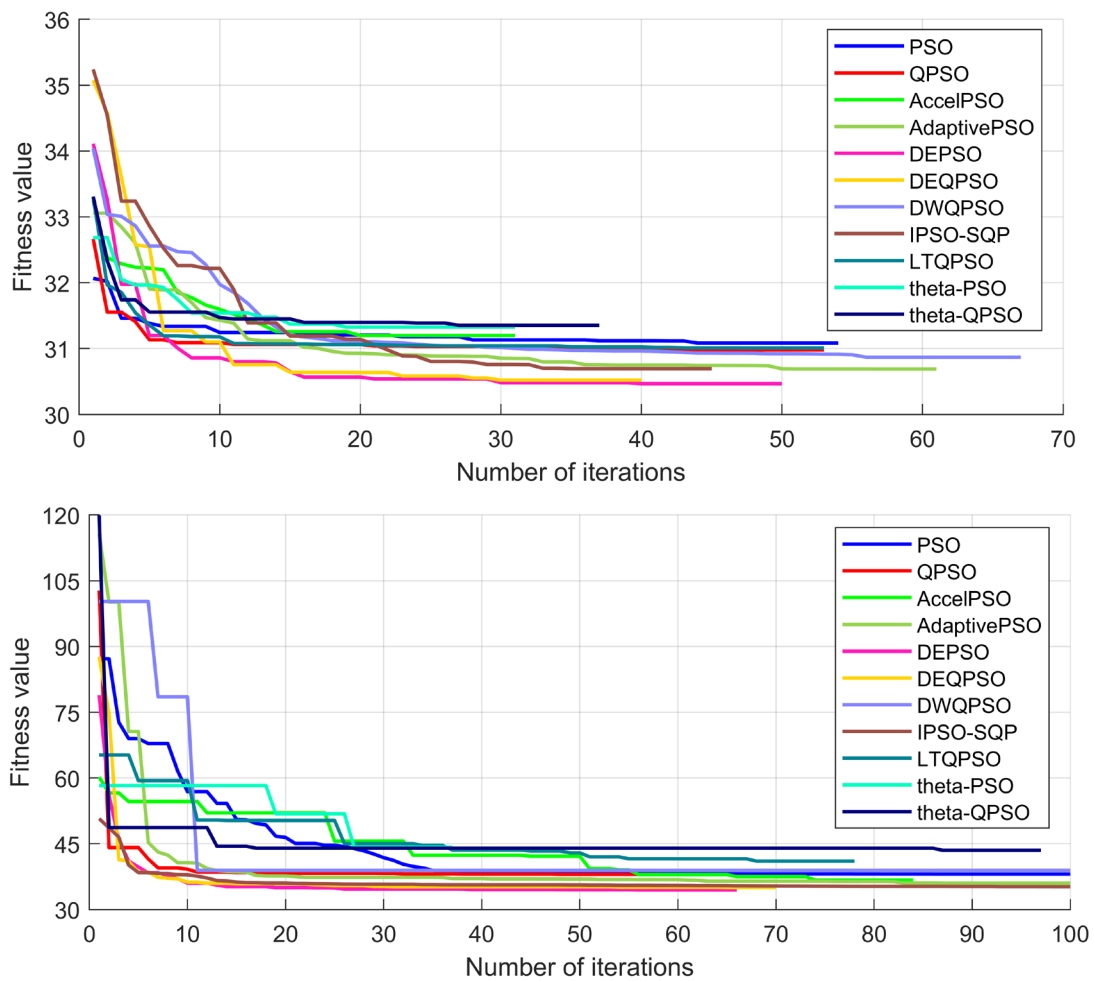 36
35
34
33
32
31
30
Fitness value
0
10
20
30
40
50
60
70
Number of iterations
PSO
QPSO
AccelPSO
AdaptivePSO
DEPSO
DEQPSO
DWQPSO
IPSO-SQP
LTQPSO
theta-PSO
theta-QPSO
120
105
90
75
60
45
30
Fitness value
0
10
20
30
40
50
60
70
80
90
100
Number of iterations
PSO
QPSO
AccelPSO
AdaptivePSO
DEPSO
DEQPSO
DWQPSO
IPSO-SQP
LTQPSO
theta-PSO
theta-QPSO